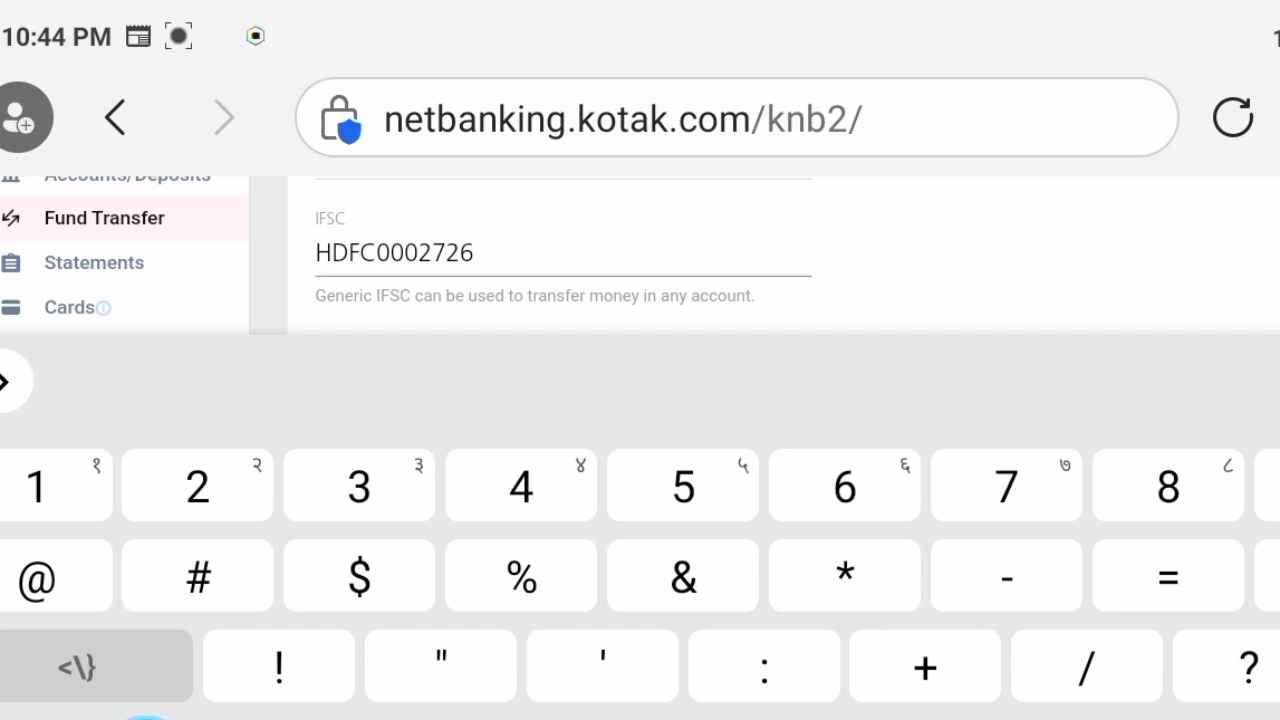 10:44 PM
netbanking.kotak.com/knb2/
Accounts/Deposits
Fund Transfer
Statements
Cards
IFSC
HDFC0002726
Generic IFSC can be used to transfer money in any account.
1 १ 2 २ 3 ३ 4 ४ 5 ५ 6 ६ 7 ७ 8 ८
@ # $ % & * - =
<\} ! " ' : + / ?